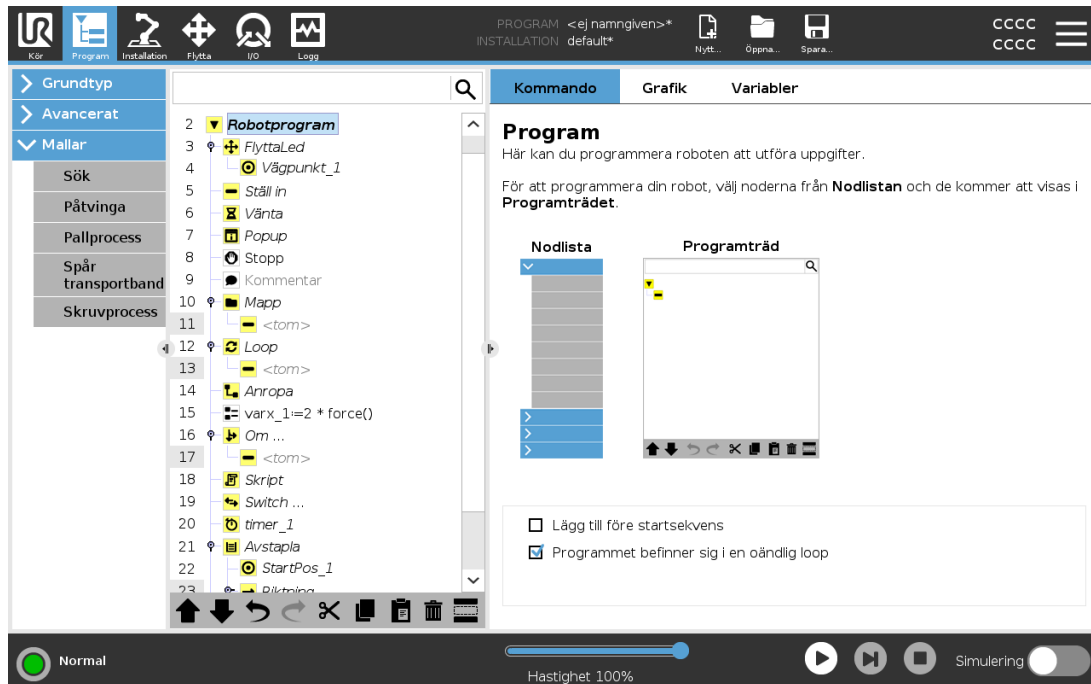 PROGRAM <ej namngiven>*
INSTALLATION default*
Nytt...
Öppna...
Spara...
CCCC
CCCC
UR
Kör
Program
Installation
Flytta
I/O
Logg
Grundtyp
Avancerat
Mallar
Sök
Påtvinga
Pallprocess
Spår
transportband
Skruvprocess
2 Robotprogram
3 FlyttaLed
4 Vägpunkt_1
5 Ställ in
6 Vänta
7 Popup
8 Stopp
9 Kommentar
10 Mapp
11 <tom>
12 Loop
13 <tom>
14 Anropa
15 varx_1:=2 * force()
16 Om ...
17 <tom>
18 Skript
19 Switch ...
20 timer_1
21 Avstapla
22 StartPos_1
23 Riktning
Kommando
Grafik
Variabler
Program
Här kan du programmera roboten att utföra uppgifter.
För att programmera din robot, välj noderna från Nodlistan och de kommer att visas i
Programträdet.
Nodlista
Programträd
Lägg till före startsekvens
Programmet befinner sig i en oändlig loop
Normal
Hastighet 100%
Simulering